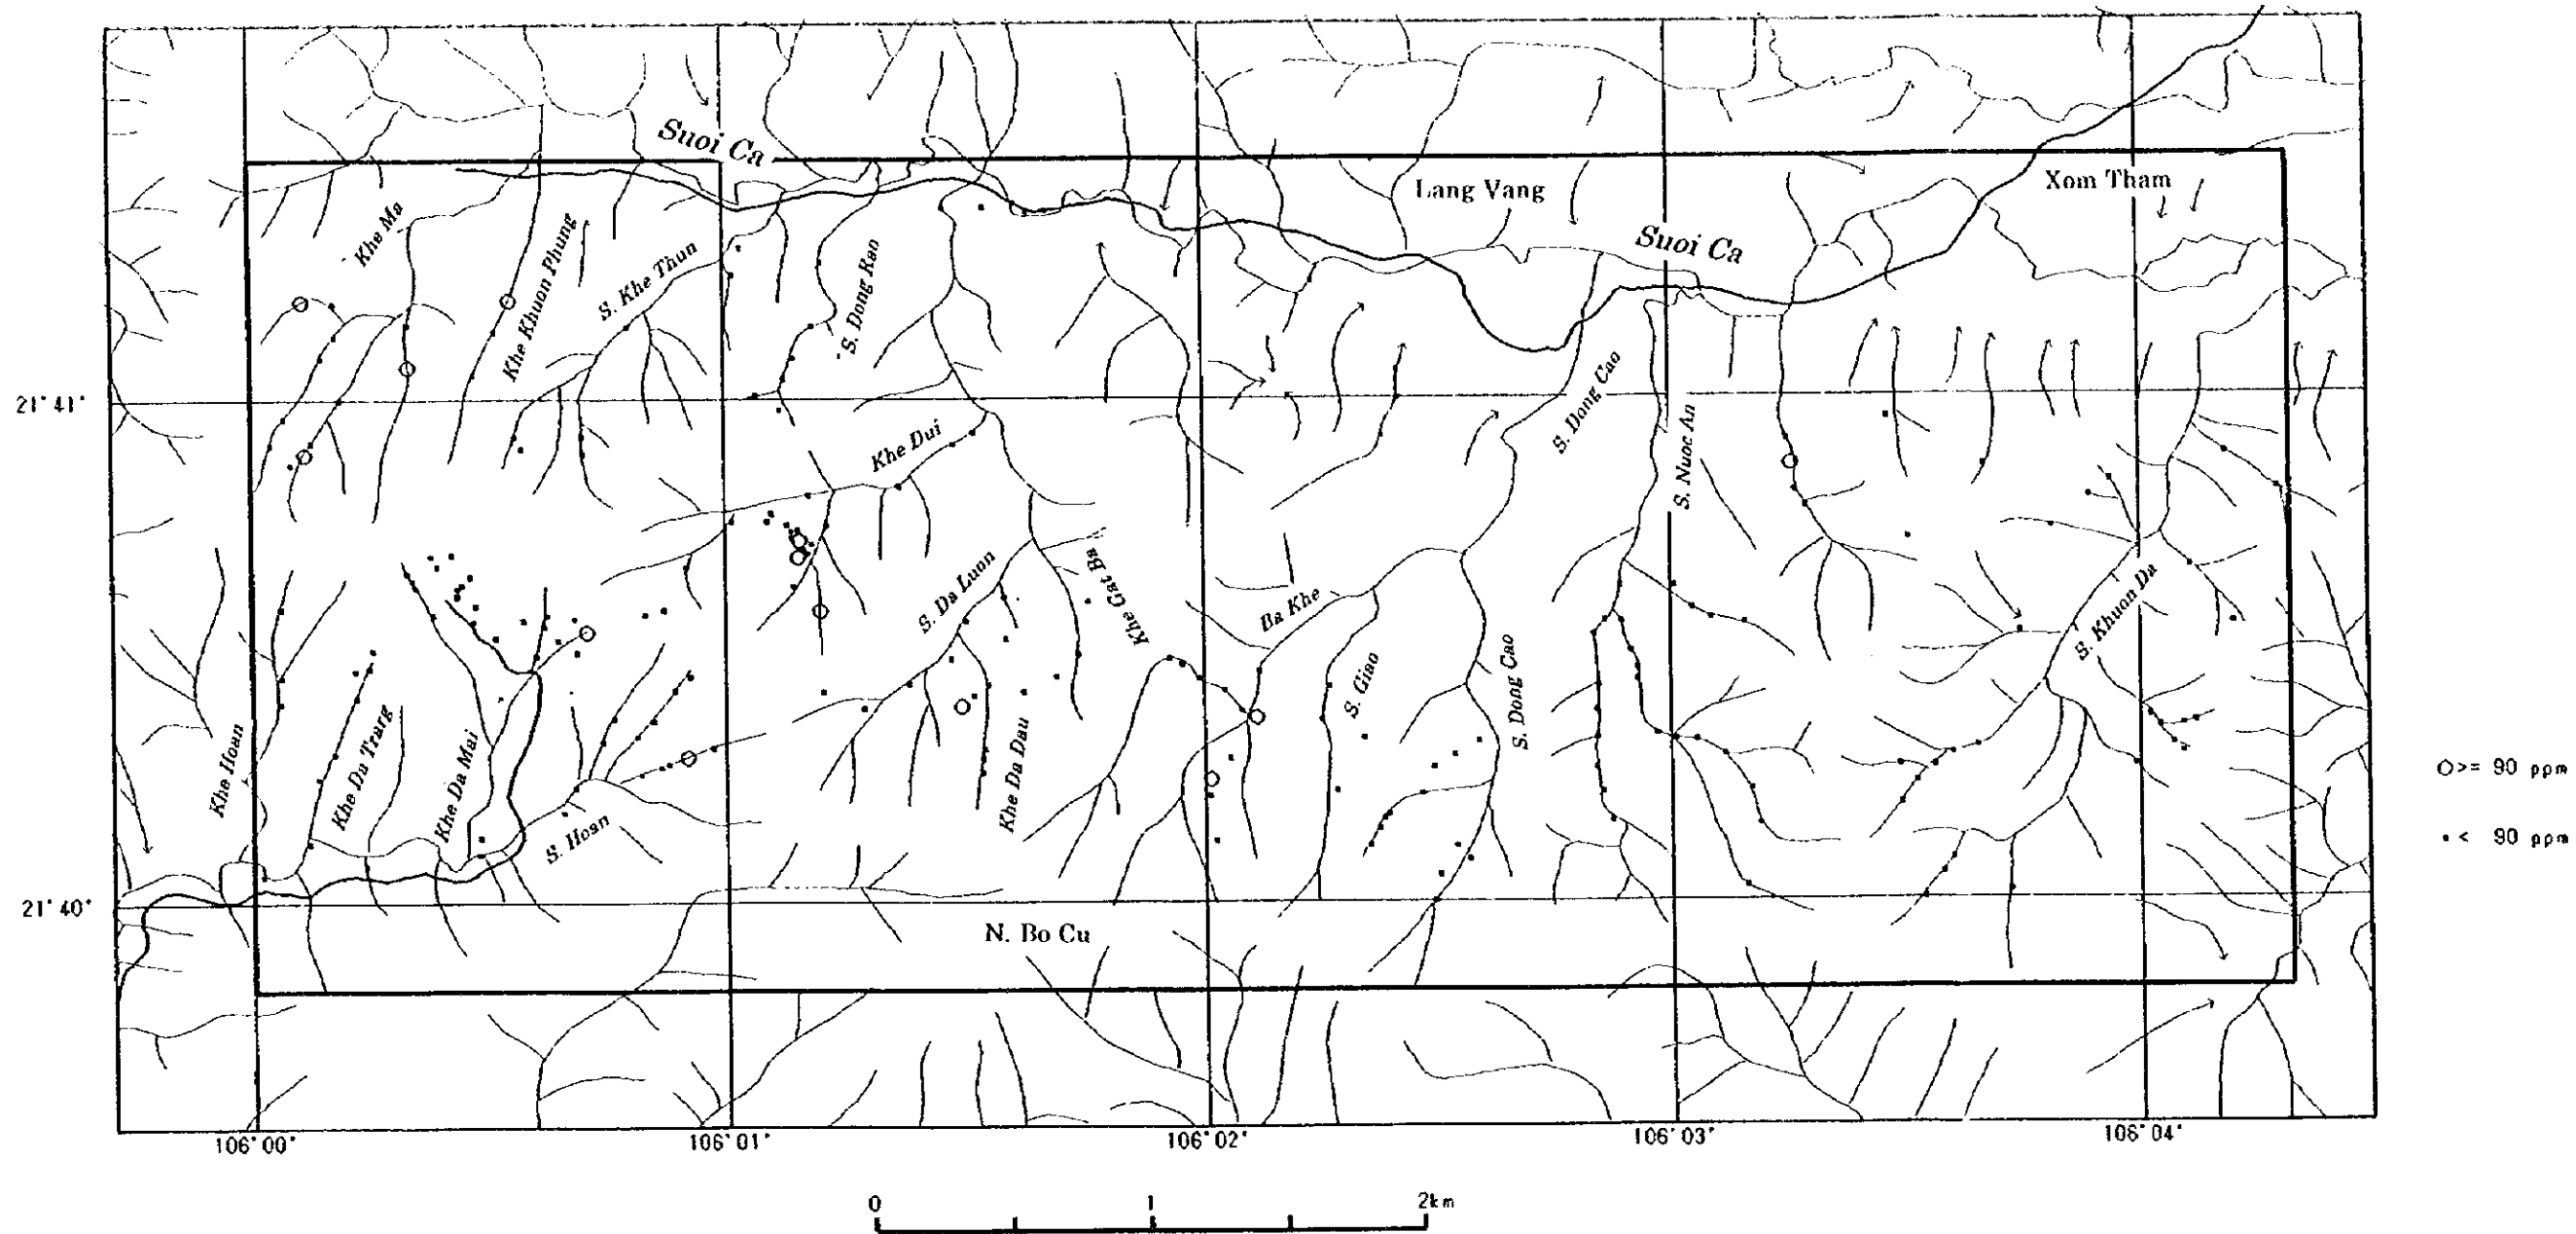 Suoi Ca
Lang Vang
Xom Tham
Khe Ma
Khe Khuon Phung
S. Khe Thun
S. Dong Rao
Suoi Ca
21°41'
Khe Dui
S. Dong Cao
S. Nuoc An
S. Da Luon
Khe Gat Ba
Ba Khe
S. Khuon Da
Khe Hoan
Khe Da Trang
Khe Da Mai
S. Hoan
Khe Da Dau
S. Giao
S. Dong Cao
○>= 90 ppm
• < 90 ppm
21°40'
N. Bo Cu
106°00' 106°01' 106°02' 106°03' 106°04'
0 1 2km